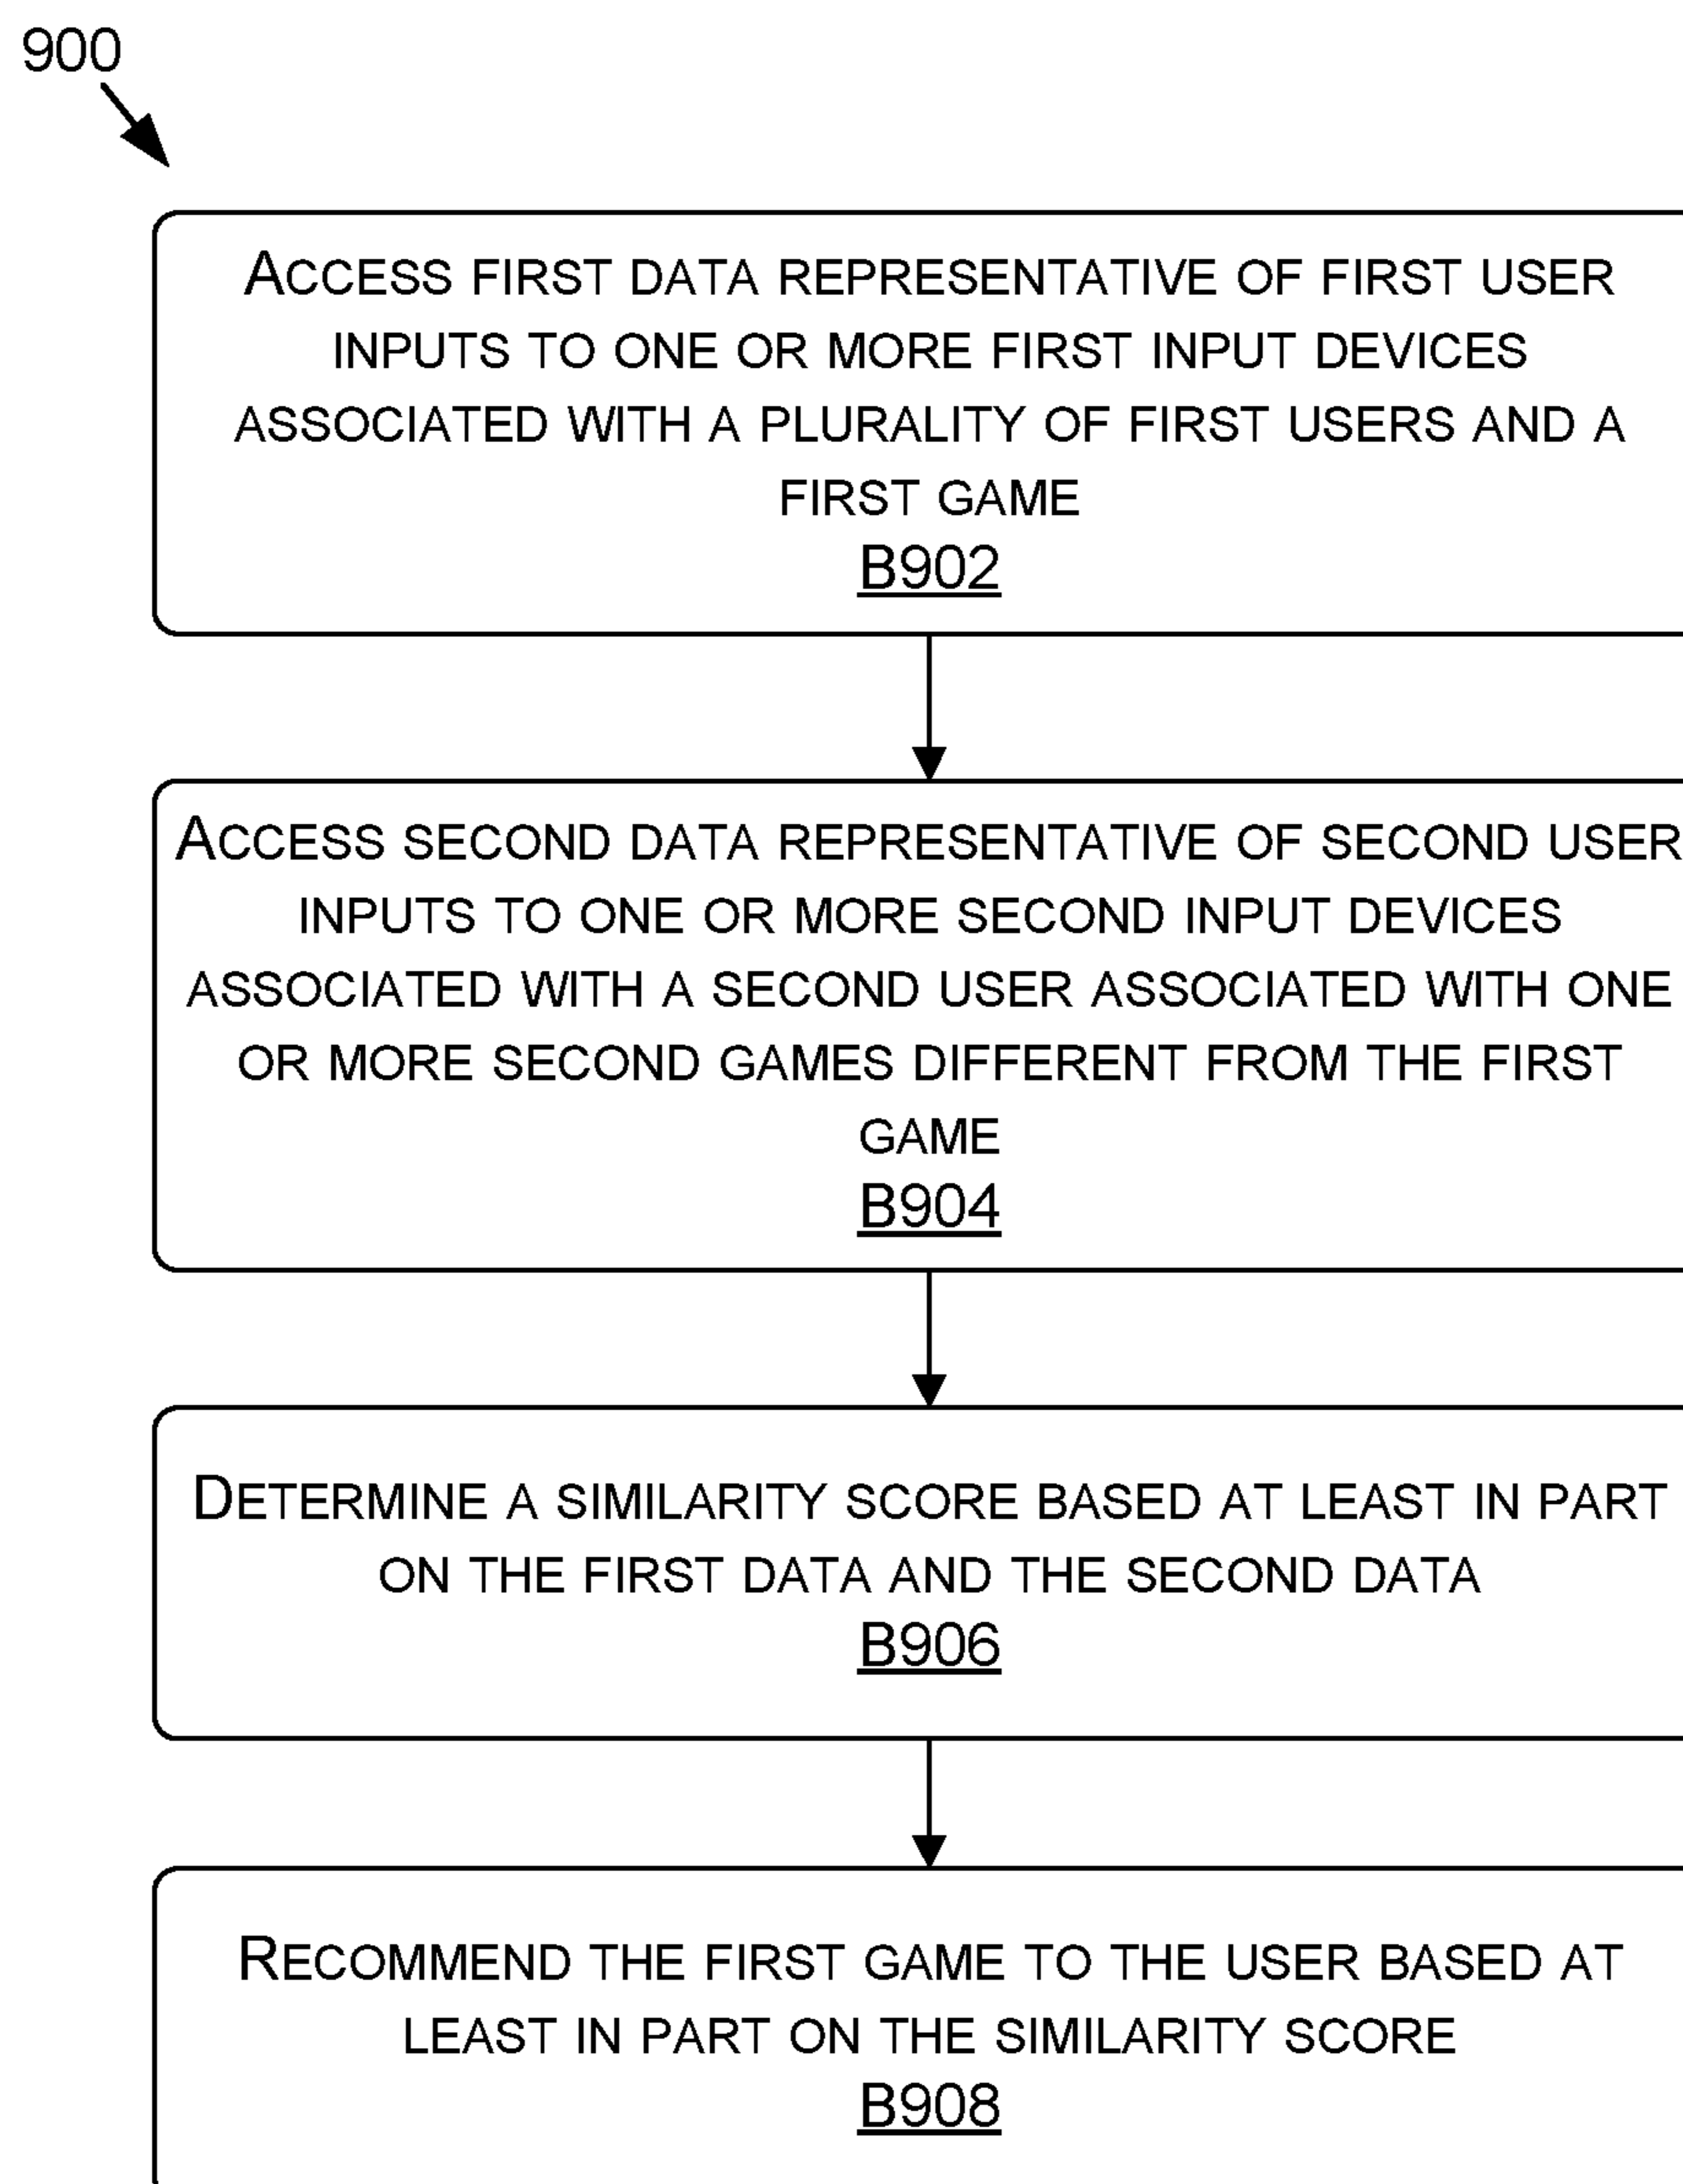 900
ACCESS FIRST DATA REPRESENTATIVE OF FIRST USER
INPUTS TO ONE OR MORE FIRST INPUT DEVICES
ASSOCIATED WITH A PLURALITY OF FIRST USERS AND A
FIRST GAME
B902
ACCESS SECOND DATA REPRESENTATIVE OF SECOND USER
INPUTS TO ONE OR MORE SECOND INPUT DEVICES
ASSOCIATED WITH A SECOND USER ASSOCIATED WITH ONE
OR MORE SECOND GAMES DIFFERENT FROM THE FIRST
GAME
B904
DETERMINE A SIMILARITY SCORE BASED AT LEAST IN PART
ON THE FIRST DATA AND THE SECOND DATA
B906
RECOMMEND THE FIRST GAME TO THE USER BASED AT
LEAST IN PART ON THE SIMILARITY SCORE
B908